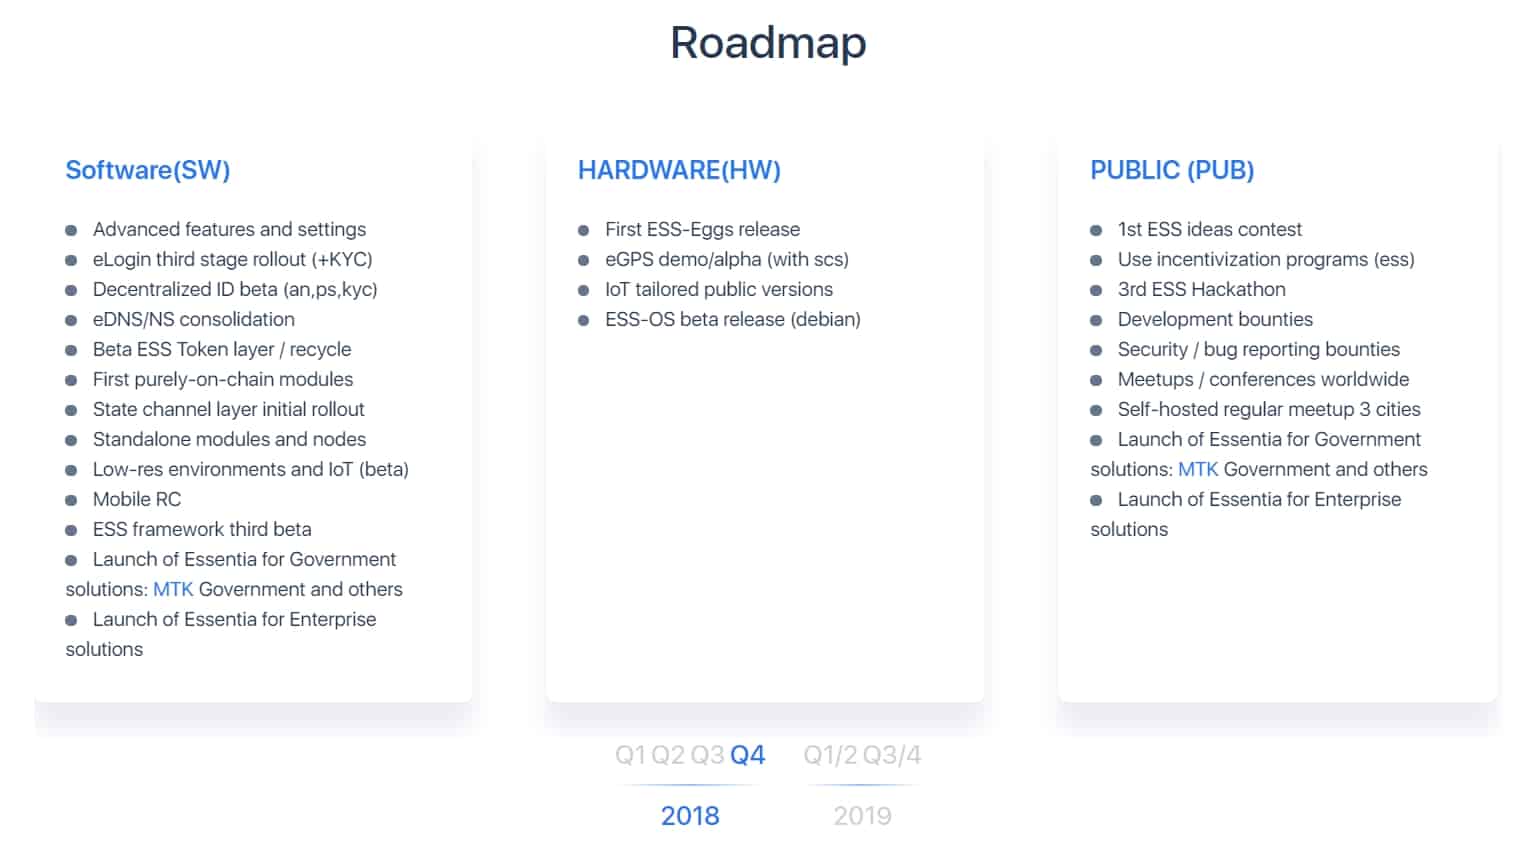 Roadmap
Software(SW)
Advanced features and settings
eLogin third stage rollout (+KYC)
Decentralized ID beta (an,ps,kyc)
eDNS/NS consolidation
Beta ESS Token layer / recycle
First purely-on-chain modules
State channel layer initial rollout
Standalone modules and nodes
Low-res environments and IoT (beta)
Mobile RC
ESS framework third beta
Launch of Essentia for Government
solutions: MTK Government and others
Launch of Essentia for Enterprise
solutions
HARDWARE(HW)
First ESS-Eggs release
eGPS demo/alpha (with scs)
IoT tailored public versions
ESS-OS beta release (debian)
PUBLIC (PUB)
1st ESS ideas contest
Use incentivization programs (ess)
3rd ESS Hackathon
Development bounties
Security / bug reporting bounties
Meetups / conferences worldwide
Self-hosted regular meetup 3 cities
Launch of Essentia for Government
solutions: MTK Government and others
Launch of Essentia for Enterprise
solutions
Q1 Q2 Q3 Q4 Q1/2 Q3/4
2018 2019